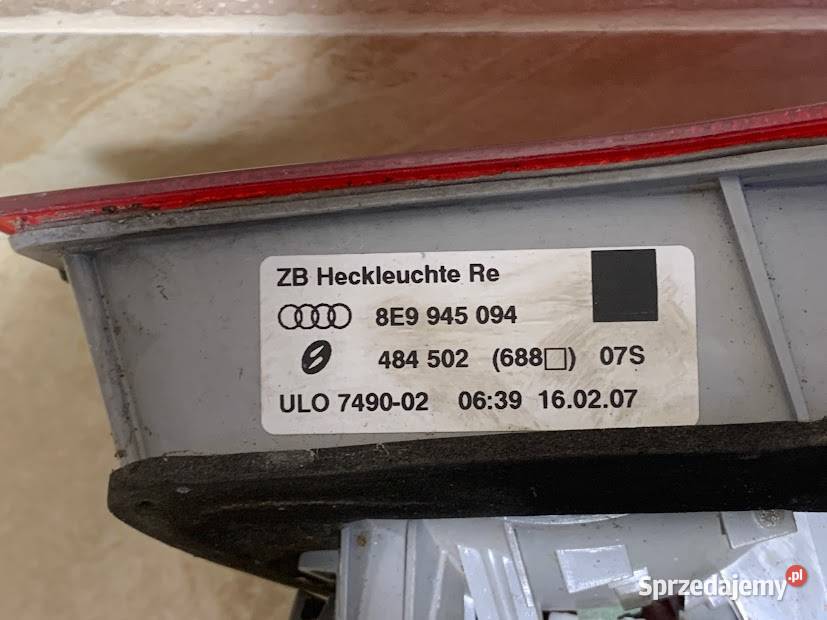 ZB Heckleuchte Re
8E9 945 094
484 502 (688□) 07S
ULO 7490-02 06:39 16.02.07
Sprzedajemy.pl